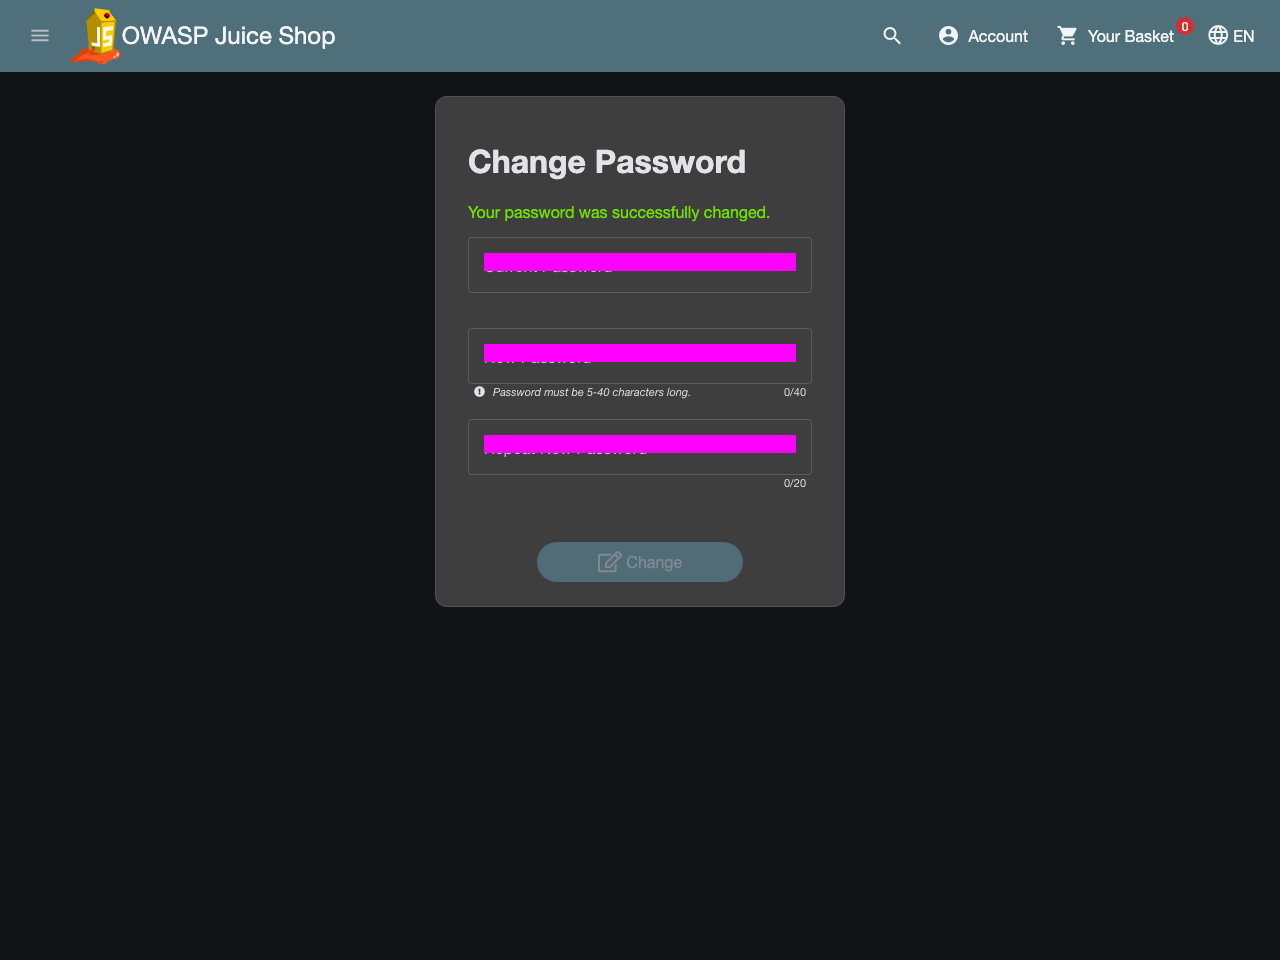 OWASP Juice Shop
Account
Your Basket
0
EN
Change Password
Your password was successfully changed.
Password must be 5-40 characters long.
0/40
0/20
Change